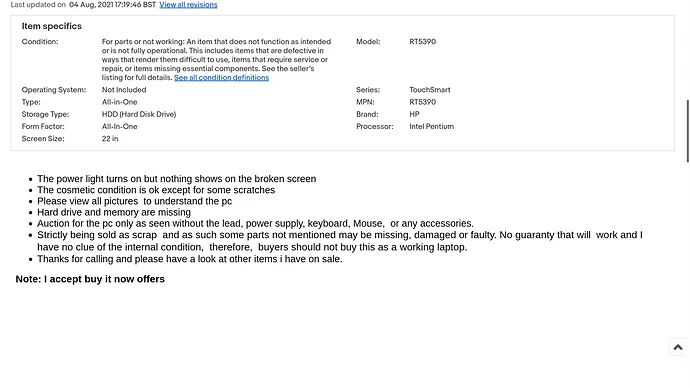 Last updated on 04 Aug, 2021 17:19:46 BST View all revisions
Item specifics
Condition: For parts or not working: An item that does not function as intended
or is not fully operational. This includes items that are defective in
ways that render them difficult to use, items that require service or
repair, or items missing essential components. See the seller's
listing for full details. See all condition definitions
Model: RT5390
Operating System: Not Included
Series: TouchSmart
Type: All-in-One
MPN: RT5390
Storage Type: HDD (Hard Disk Drive)
Brand: HP
Form Factor: All-In-One
Processor: Intel Pentium
Screen Size: 22 in
• The power light turns on but nothing shows on the broken screen
• The cosmetic condition is ok except for some scratches
• Please view all pictures to understand the pc
• Hard drive and memory are missing
• Auction for the pc only as seen without the lead, power supply, keyboard, Mouse, or any accessories.
• Strictly being sold as scrap and as such some parts not mentioned may be missing, damaged or faulty. No guaranty that will work and I
have no clue of the internal condition, therefore, buyers should not buy this as a working laptop.
• Thanks for calling and please have a look at other items i have on sale.
Note: I accept buy it now offers